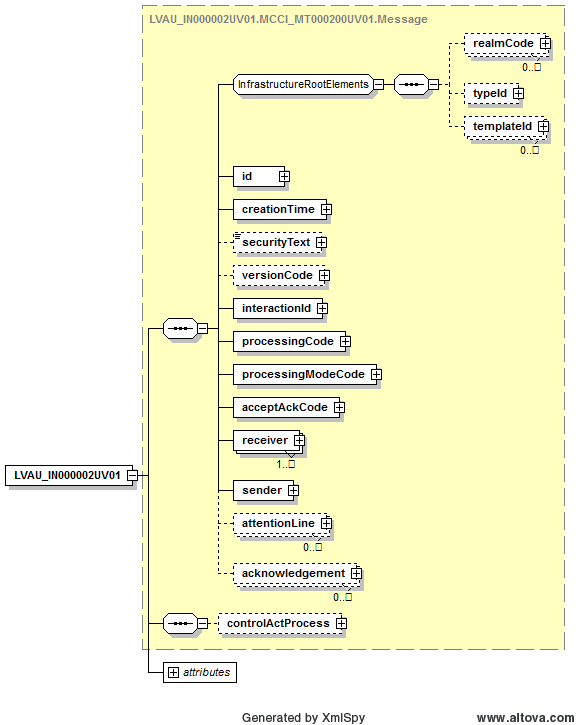 LVAU_IN000002UV01.MCCI_MT000200UV01.Message
realmCode
0..
InfrastructureRootElements
typeId
templateId
0..
id
creationTime
securityText
versionCode
interactionId
processingCode
processingModeCode
acceptAckCode
receiver
1..
LVAU_IN000002UV01
sender
attentionLine
0..
acknowledgement
0..
controlActProcess
attributes
Generated by XmlSpy www.altova.com